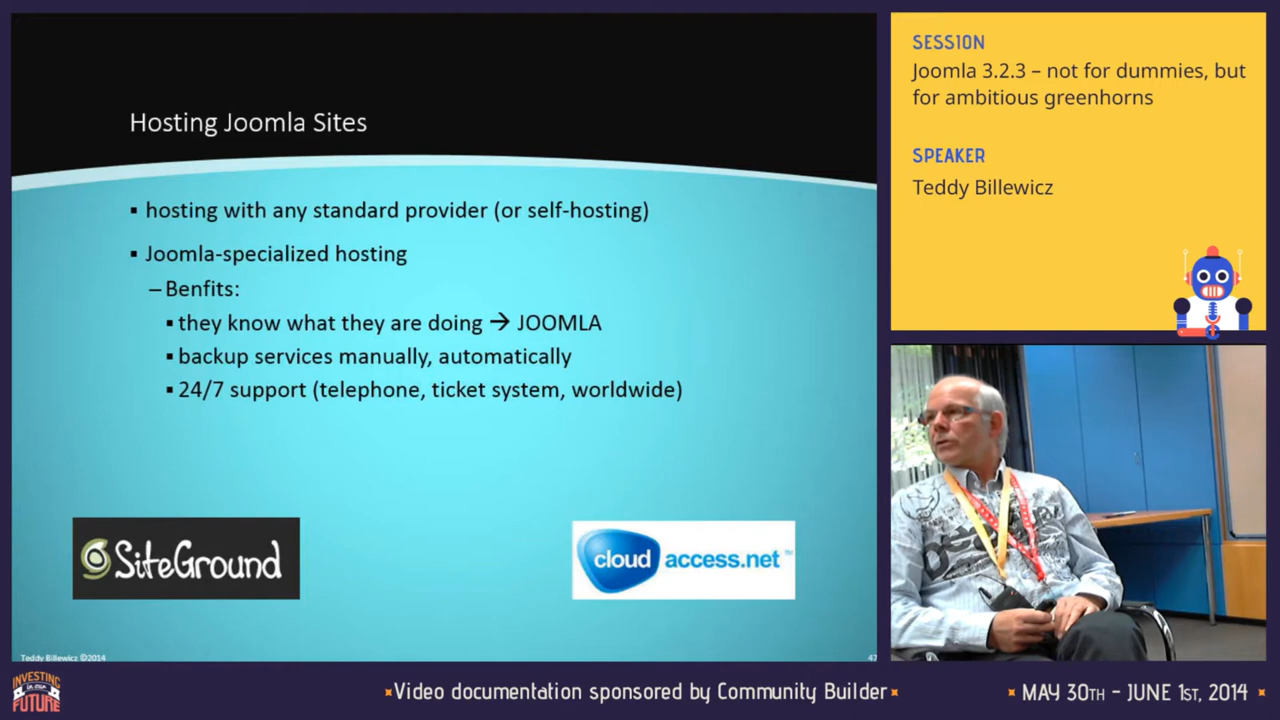 Hosting Joomla Sites
▪ hosting with any standard provider (or self-hosting)
▪ Joomla-specialized hosting
– Benfits:
▪ they know what they are doing → JOOMLA
▪ backup services manually, automatically
▪ 24/7 support (telephone, ticket system, worldwide)
SiteGround
cloud access.net™
Teddy Billewicz ©2014
47
SESSION
Joomla 3.2.3 – not for dummies, but
for ambitious greenhorns
SPEAKER
Teddy Billewicz
INVESTING
IN OUR
FUTURE
Video documentation sponsored by Community Builder
MAY 30TH - JUNE 1ST, 2014